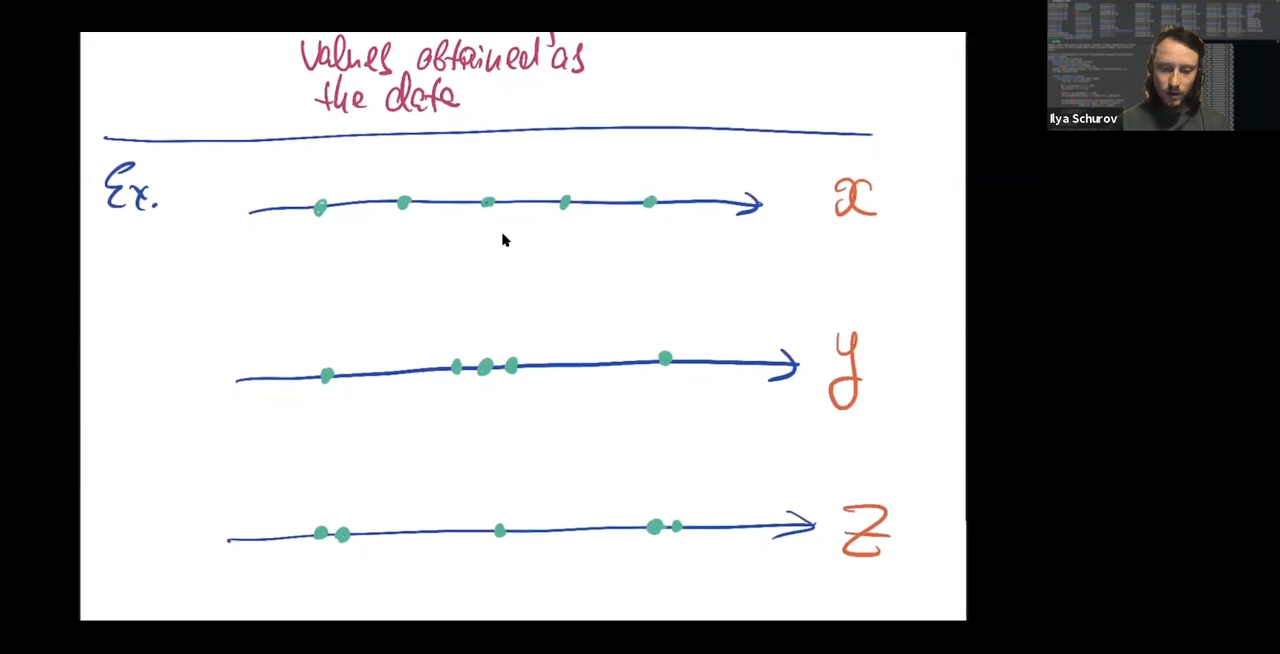 values obtained as
the data
Ex.
x
y
z
Ilya Schurov